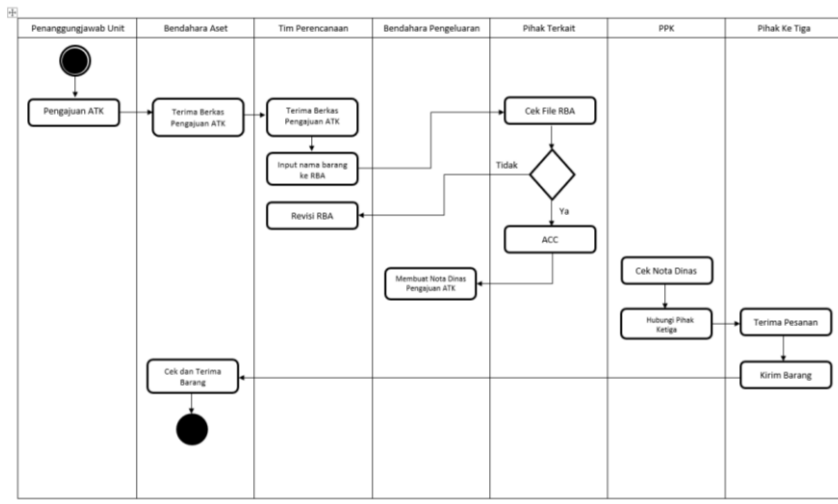 Penanggungjawab Unit
Bendahara Aset
Tim Perencanaan
Bendahara Pengeluaran
Pihak Terkait
PPK
Pihak Ke Tiga
Pengajuan ATK
Terima Berkas
Pengajuan ATK
Terima Berkas
Pengajuan ATK
Cek File RBA
Input nama barang
ke RBA
Tidak
Revisi RBA
Ya
ACC
Membuat Nota Dinas
Pengajuan ATK
Cek Nota Dinas
Hubungi Pihak
Ketiga
Terima Pesanan
Cek dan Terima
Barang
Kirim Barang